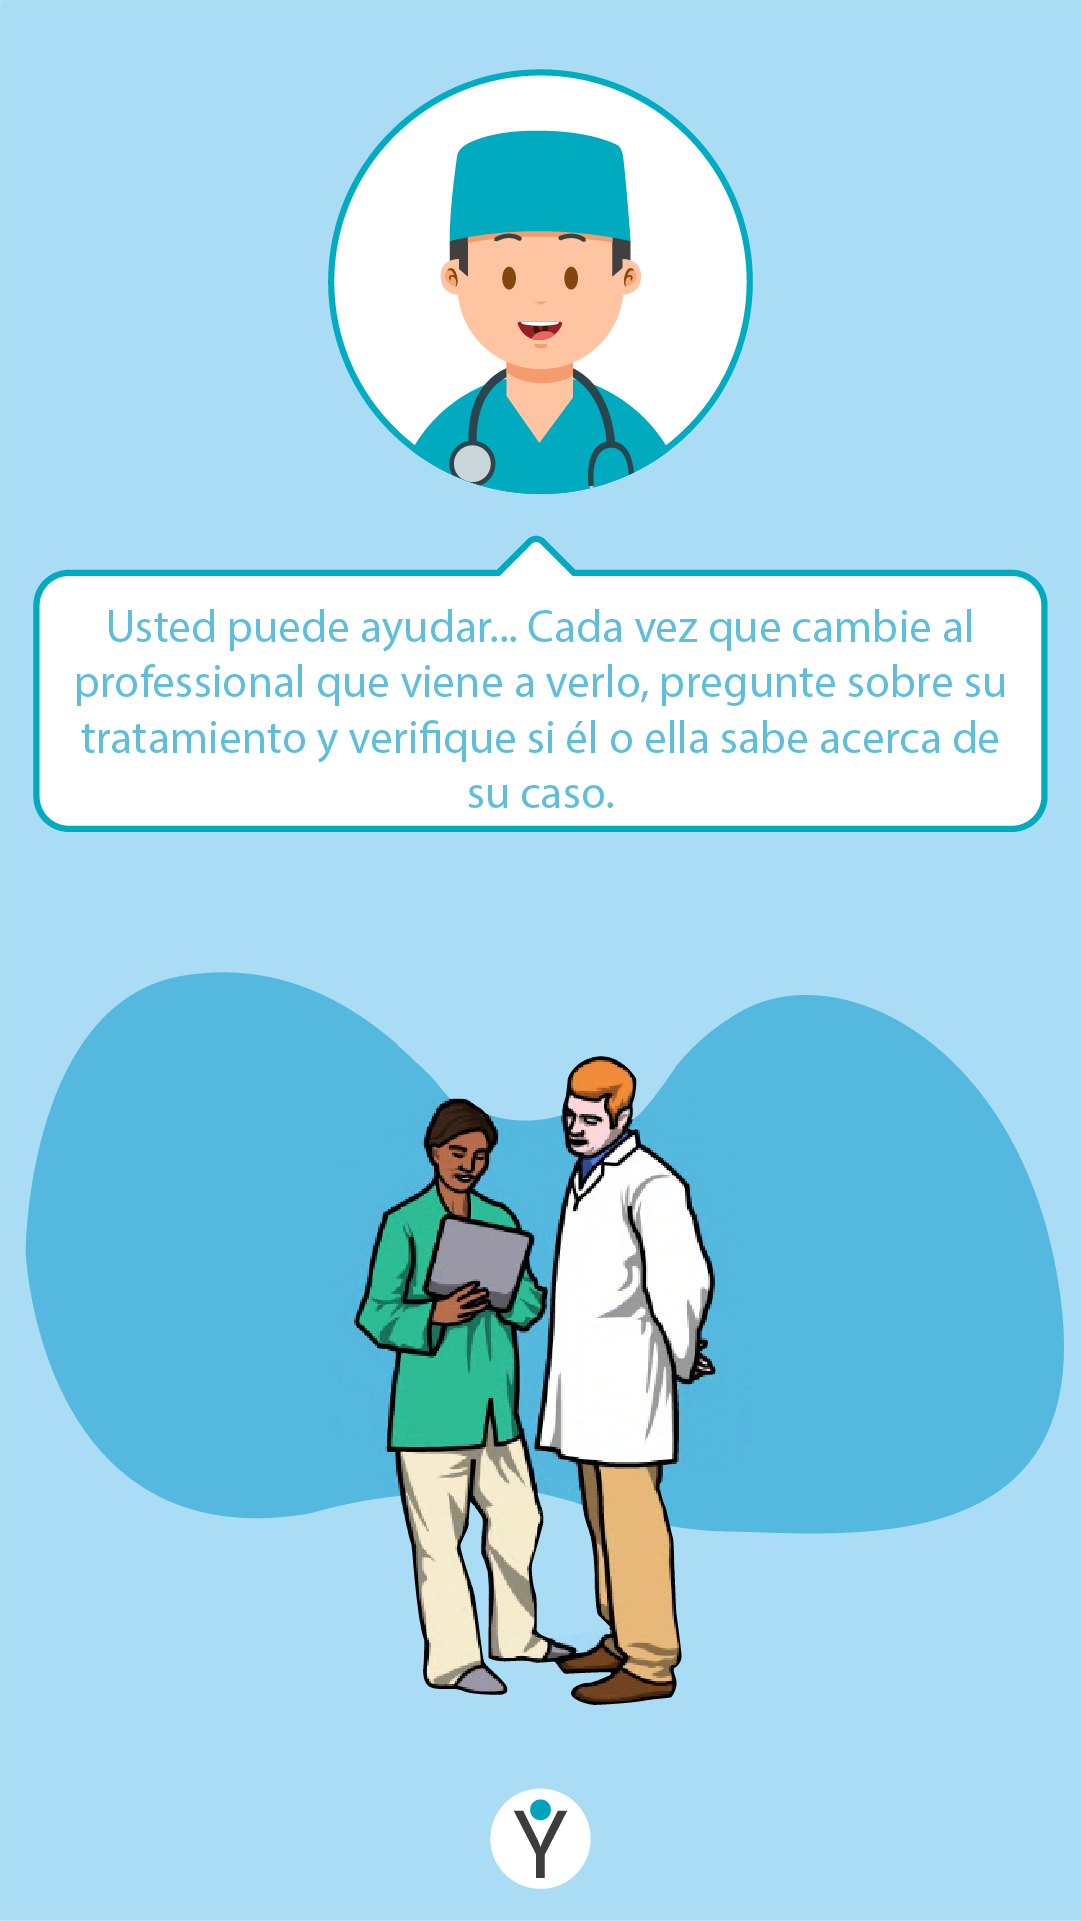 Usted puede ayudar... Cada vez que cambie al
professional que viene a verlo, pregunte sobre su
tratamiento y verifique si él o ella sabe acerca de
su caso.
Y